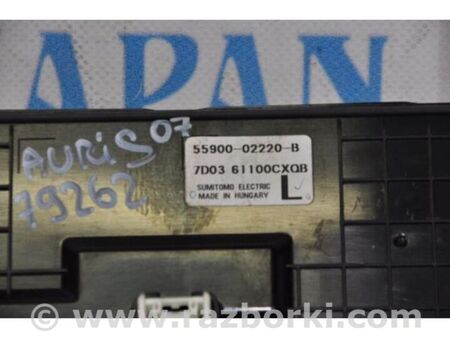 APAN
AURIS 07
79262
55900-02220-B
7D03 61100CXQB
SUMITOMO ELECTRIC
MADE IN HUNGARY
L
www.razborki.com